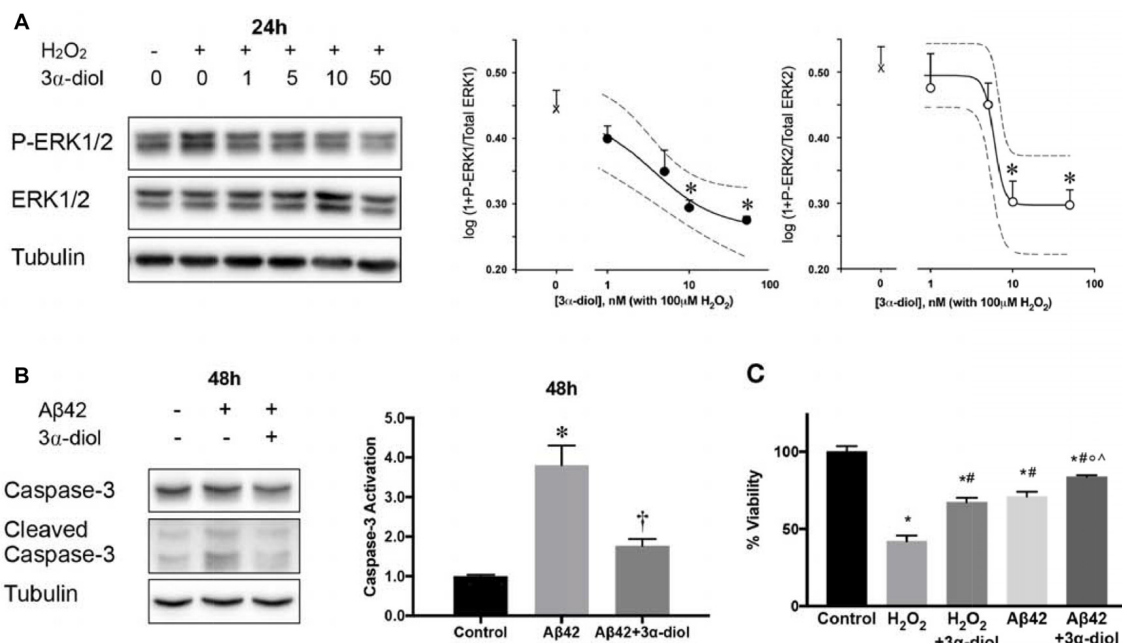 A
24h
H₂O₂ - + + + + +
3α-diol 0 0 1 5 10 50
P-ERK1/2
ERK1/2
Tubulin
log (1+P-ERK1/Total ERK1)
0.50
0.40
0.30
0.20
x
*
*
0 1 10 100
[3α-diol], nM (with 100μM H₂O₂)
log (1+P-ERK2/Total ERK2)
0.50
0.40
0.30
0.20
x
*
*
0 1 10 100
[3α-diol], nM (with 100μM H₂O₂)
B
48h
Aβ42 - + +
3α-diol - - +
Caspase-3
Cleaved
Caspase-3
Tubulin
48h
Caspase-3 Activation
5.0
4.0
3.0
2.0
1.0
0.0
*
†
Control Aβ42 Aβ42+3α-diol
C
% Viability
100
50
0
*
*#
*#
*#○^
Control H₂O₂ H₂O₂ Aβ42 Aβ42
+3α-diol +3α-diol